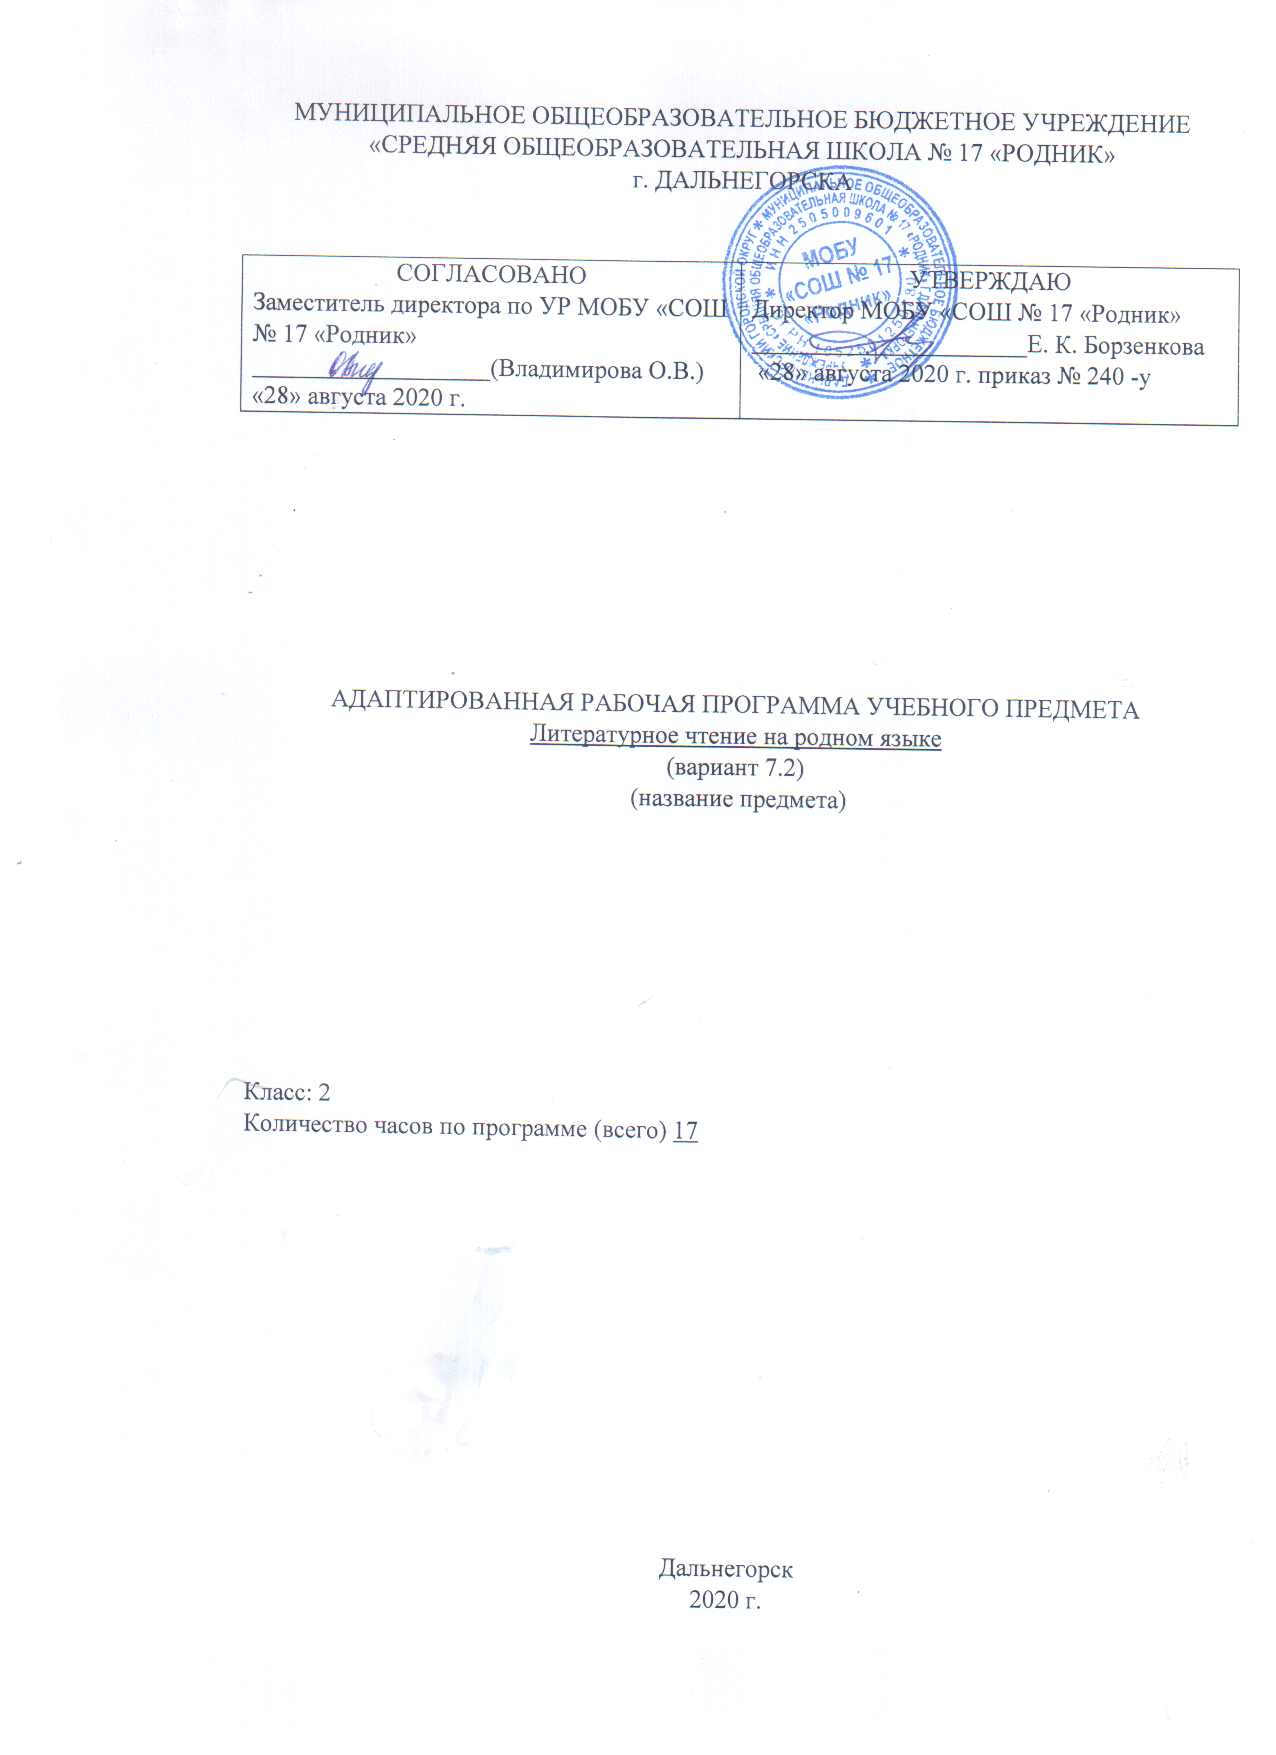 МУНИЦИПАЛЬНОЕ ОБЩЕОБРАЗОВАТЕЛЬНОЕ БЮДЖЕТНОЕ УЧРЕЖДЕНИЕ
«СРЕДНЯЯ ОБЩЕОБРАЗОВАТЕЛЬНАЯ ШКОЛА № 17 «РОДНИК»
г. ДАЛЬНЕГОРСКА
СОГЛАСОВАНО
Заместитель директора по УР МОБУ «СОШ
№ 17 «Родник»
(Владимирова О.В.)
«28» августа 2020 г.
УТВЕРЖДАЮ
Директор МОБУ «СОШ № 17 «Родник»
Е. К. Борзенкова
«28» августа 2020 г. приказ № 240 -у
ИНН 2505009601
МОБУ
«СОШ № 17
«РОДНИК»
АДАПТИРОВАННАЯ РАБОЧАЯ ПРОГРАММА УЧЕБНОГО ПРЕДМЕТА
Литературное чтение на родном языке
(вариант 7.2)
(название предмета)
Класс: 2
Количество часов по программе (всего) 17
Дальнегорск
2020 г.